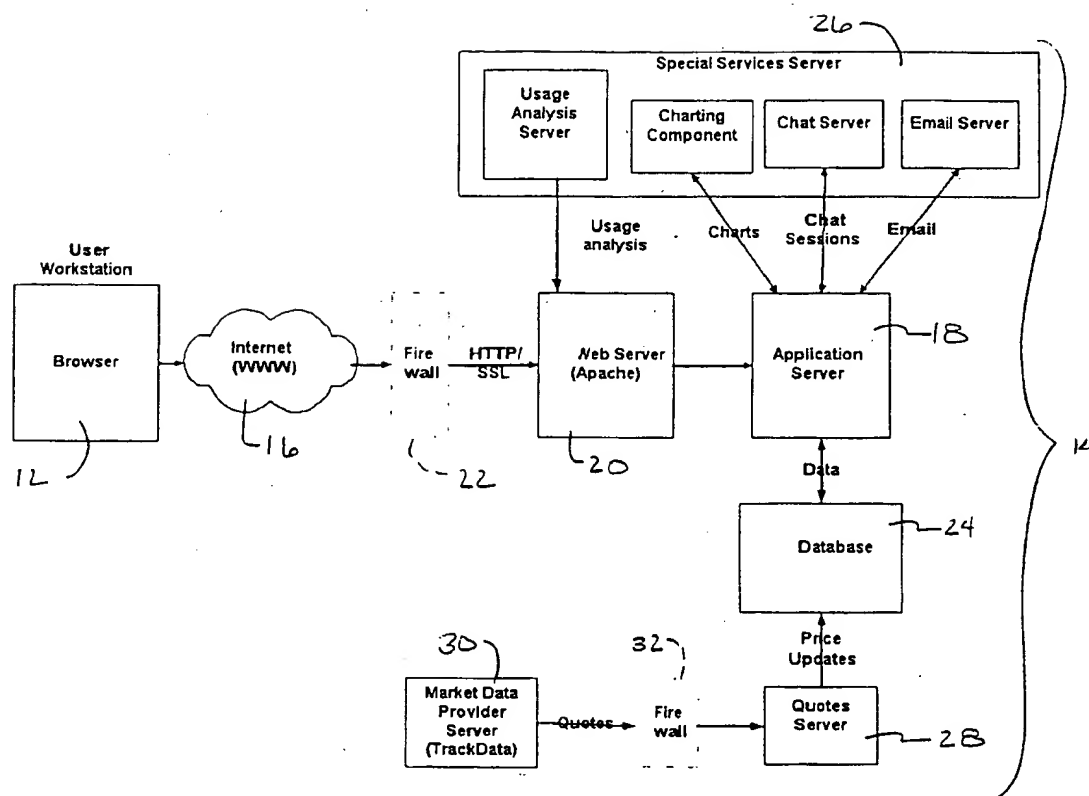 26
Special Services Server
Usage
Analysis
Server
Charting
Component
Chat Server
Email Server
Usage
analysis
Charts
Chat
Sessions
Email
User
Workstation
Browser
12
Internet
(WWW)
16
Fire
wall
22
HTTP/
SSL
Web Server
(Apache)
20
Application
Server
18
Data
Database
24
Price
Updates
30
Market Data
Provider
Server
(TrackData)
Quotes
32
Fire
wall
Quotes
Server
28